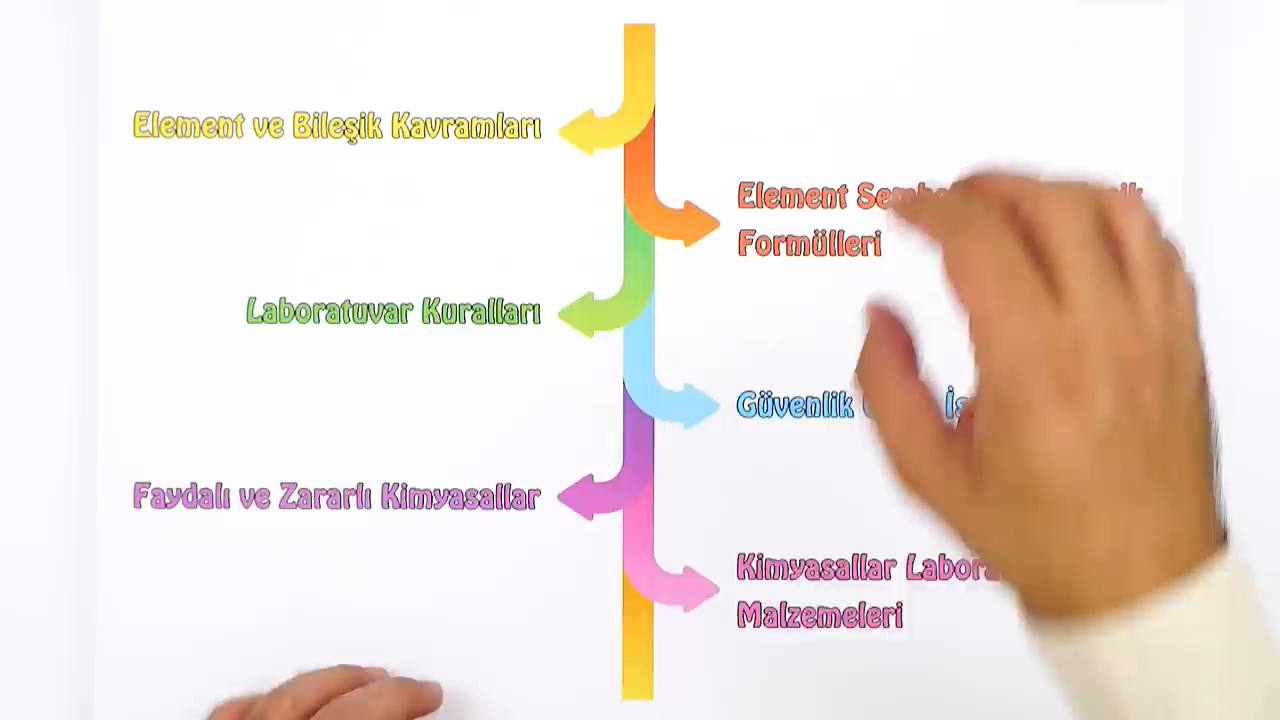 Element ve Bileşik Kavramları
Element
Formülleri
Laboratuvar Kuralları
Güvenlik
Faydalı ve Zararlı Kimyasallar
Kimyasallar
Malzemeleri